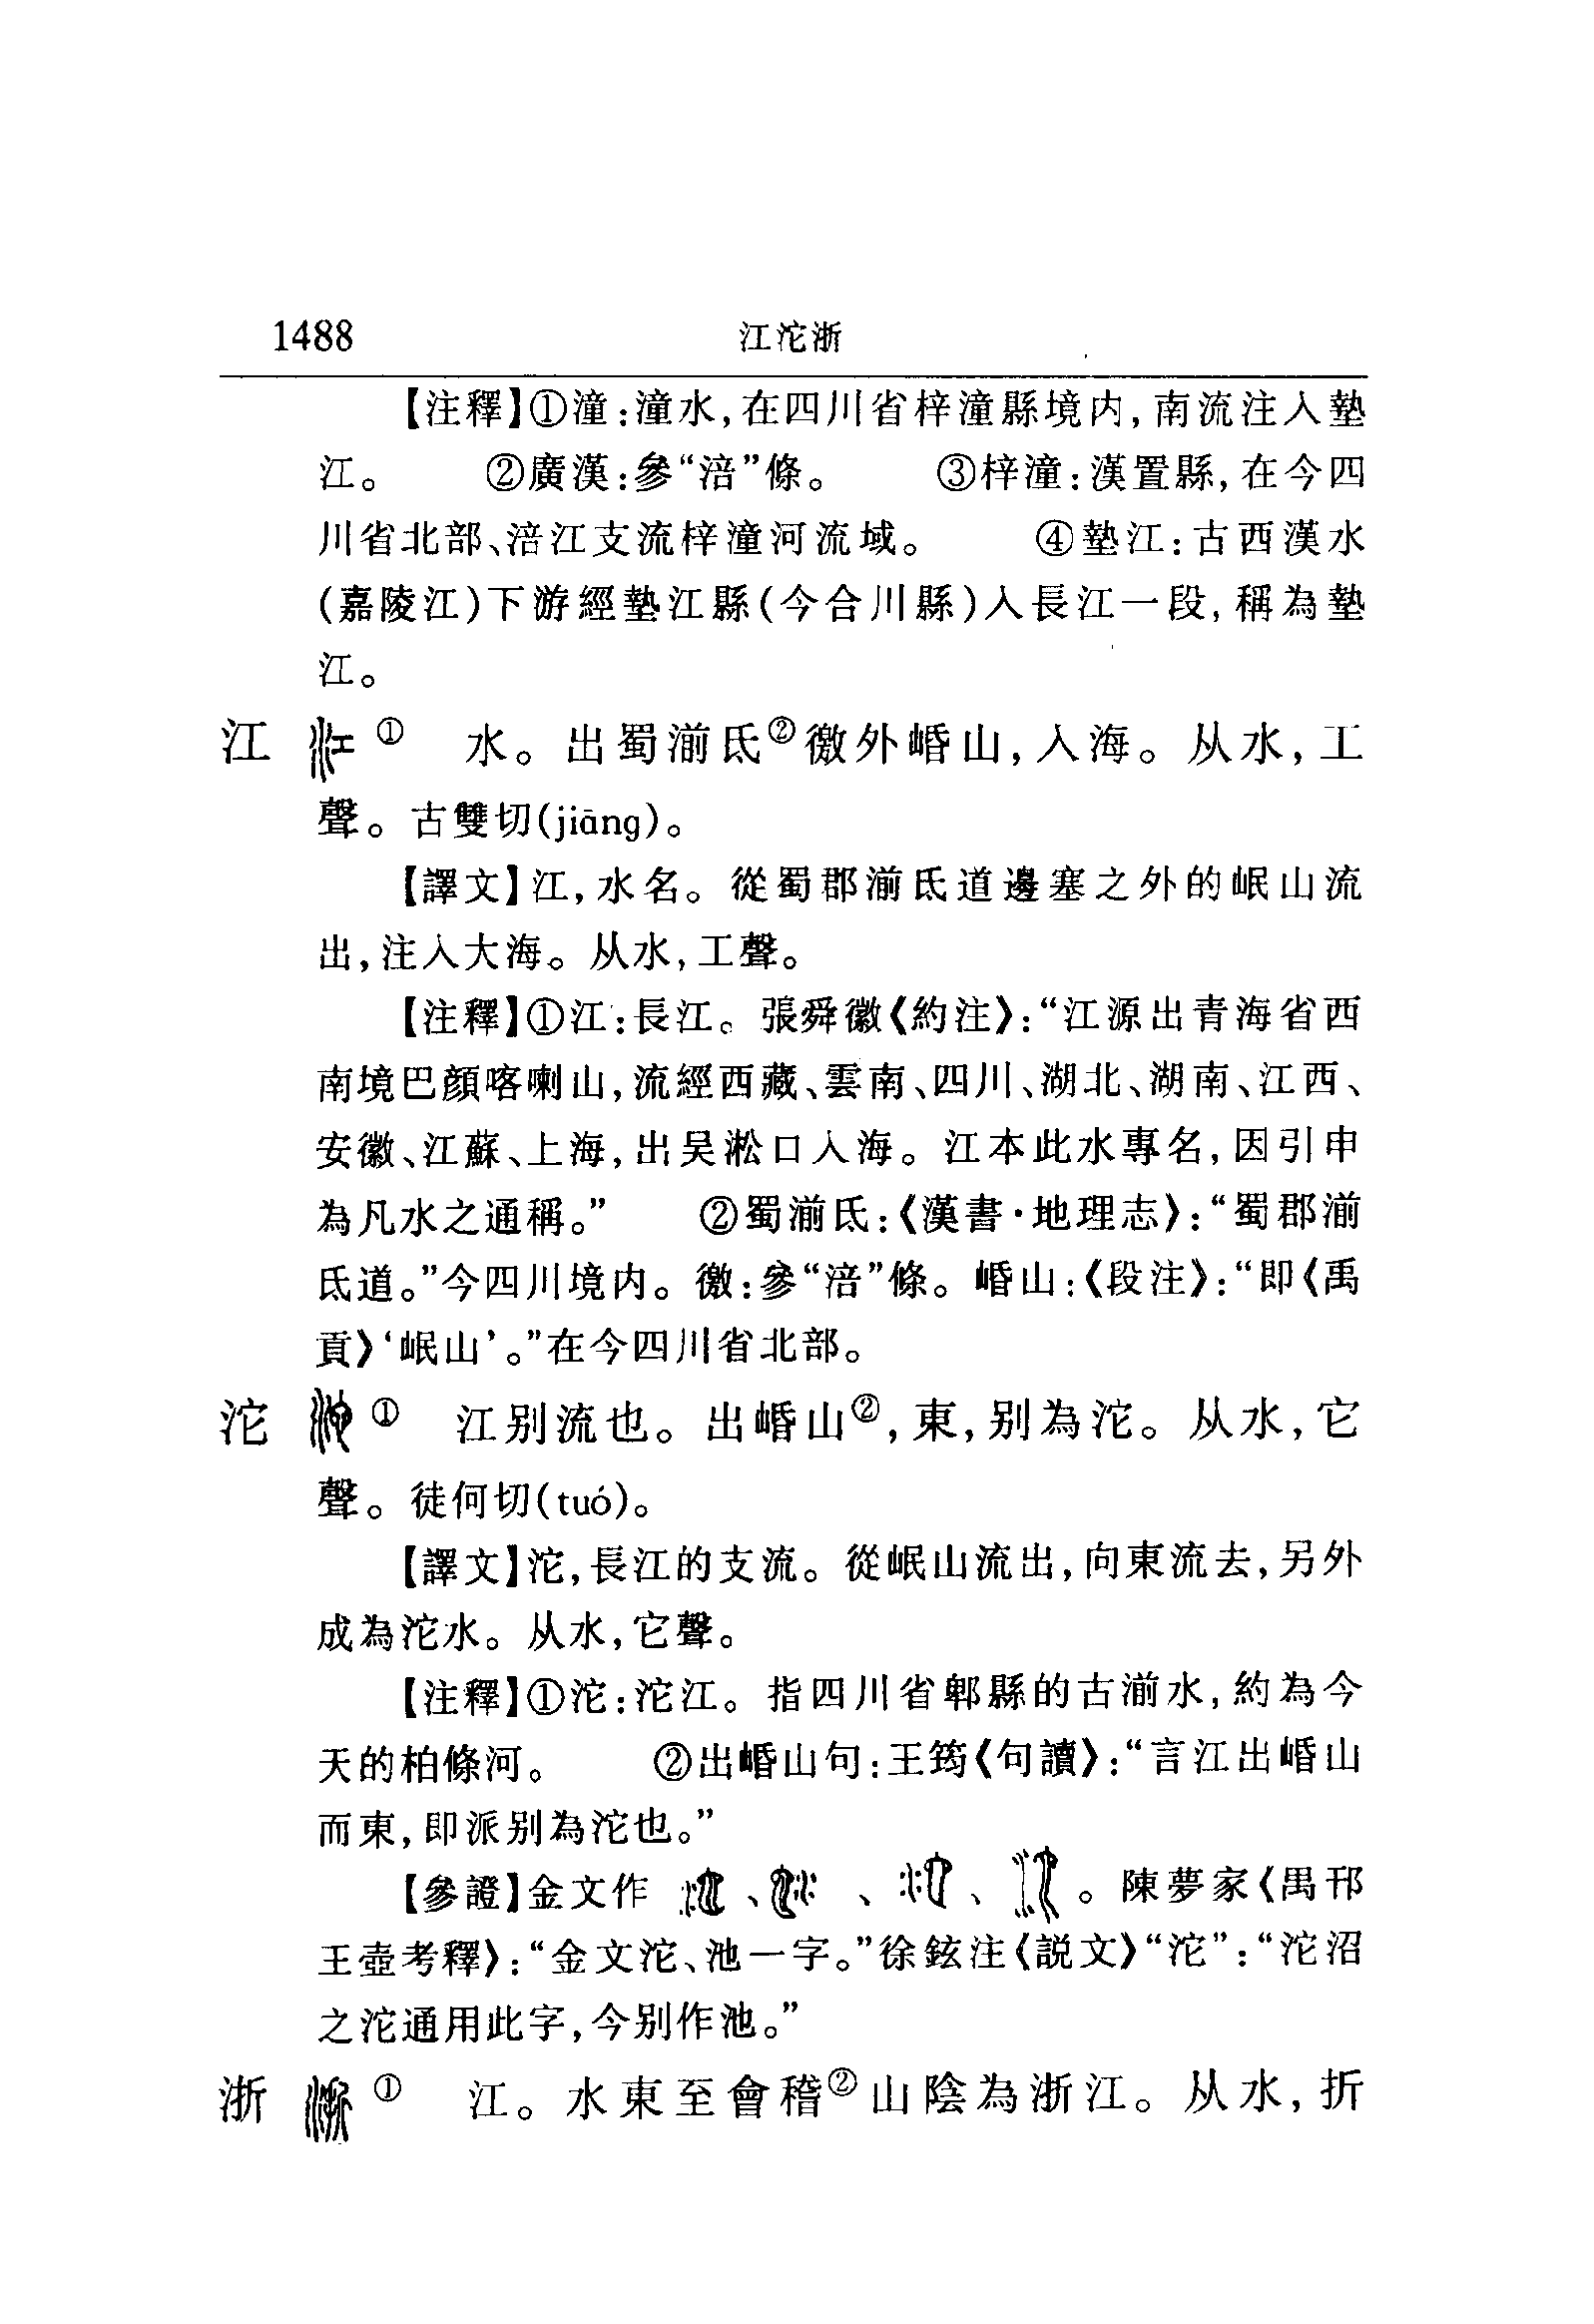 1488 江沱浙
【注釋】①潼:潼水,在四川省梓潼縣境内,南流注入墊
江。 ②廣漢:參“涪”條。 ③梓潼:漢置縣,在今四
川省北部、涪江支流梓潼河流域。 ④墊江:古西漢水
(嘉陵江)下游經墊江縣(今合川縣)入長江一段,稱為墊
江。
江 ① 水。出蜀湔氐②徼外㟭山,入海。从水,工
聲。古雙切(jiāng)。
【譯文】江,水名。從蜀郡湔氐道邊塞之外的岷山流
出,注入大海。从水,工聲。
【注釋】①江:長江。張舜徽《約注》:“江源出青海省西
南境巴顔喀喇山,流經西藏、雲南、四川、湖北、湖南、江西、
安徽、江蘇、上海,出吴淞口入海。江本此水專名,因引申
為凡水之通稱。” ②蜀湔氐:《漢書·地理志》:“蜀郡湔
氐道。”今四川境内。徼:參“涪”條。㟭山:《段注》:“即《禹
貢》‘岷山’。”在今四川省北部。
沱 ① 江别流也。出㟭山②,東,别為沱。从水,它
聲。徒何切(tuó)。
【譯文】沱,長江的支流。從岷山流出,向東流去,另外
成為沱水。从水,它聲。
【注釋】①沱:沱江。指四川省郫縣的古湔水,約為今
天的柏條河。 ②出㟭山句:王筠《句讀》:“言江出㟭山
而東,即派别為沱也。”
【參證】金文作 、 、 、 。陳夢家《禺邗
王壺考釋》:“金文沱、池一字。”徐鉉注《説文》“沱”:“沱沼
之沱通用此字,今别作池。”
浙 ① 江。水東至會稽②山陰為浙江。从水,折